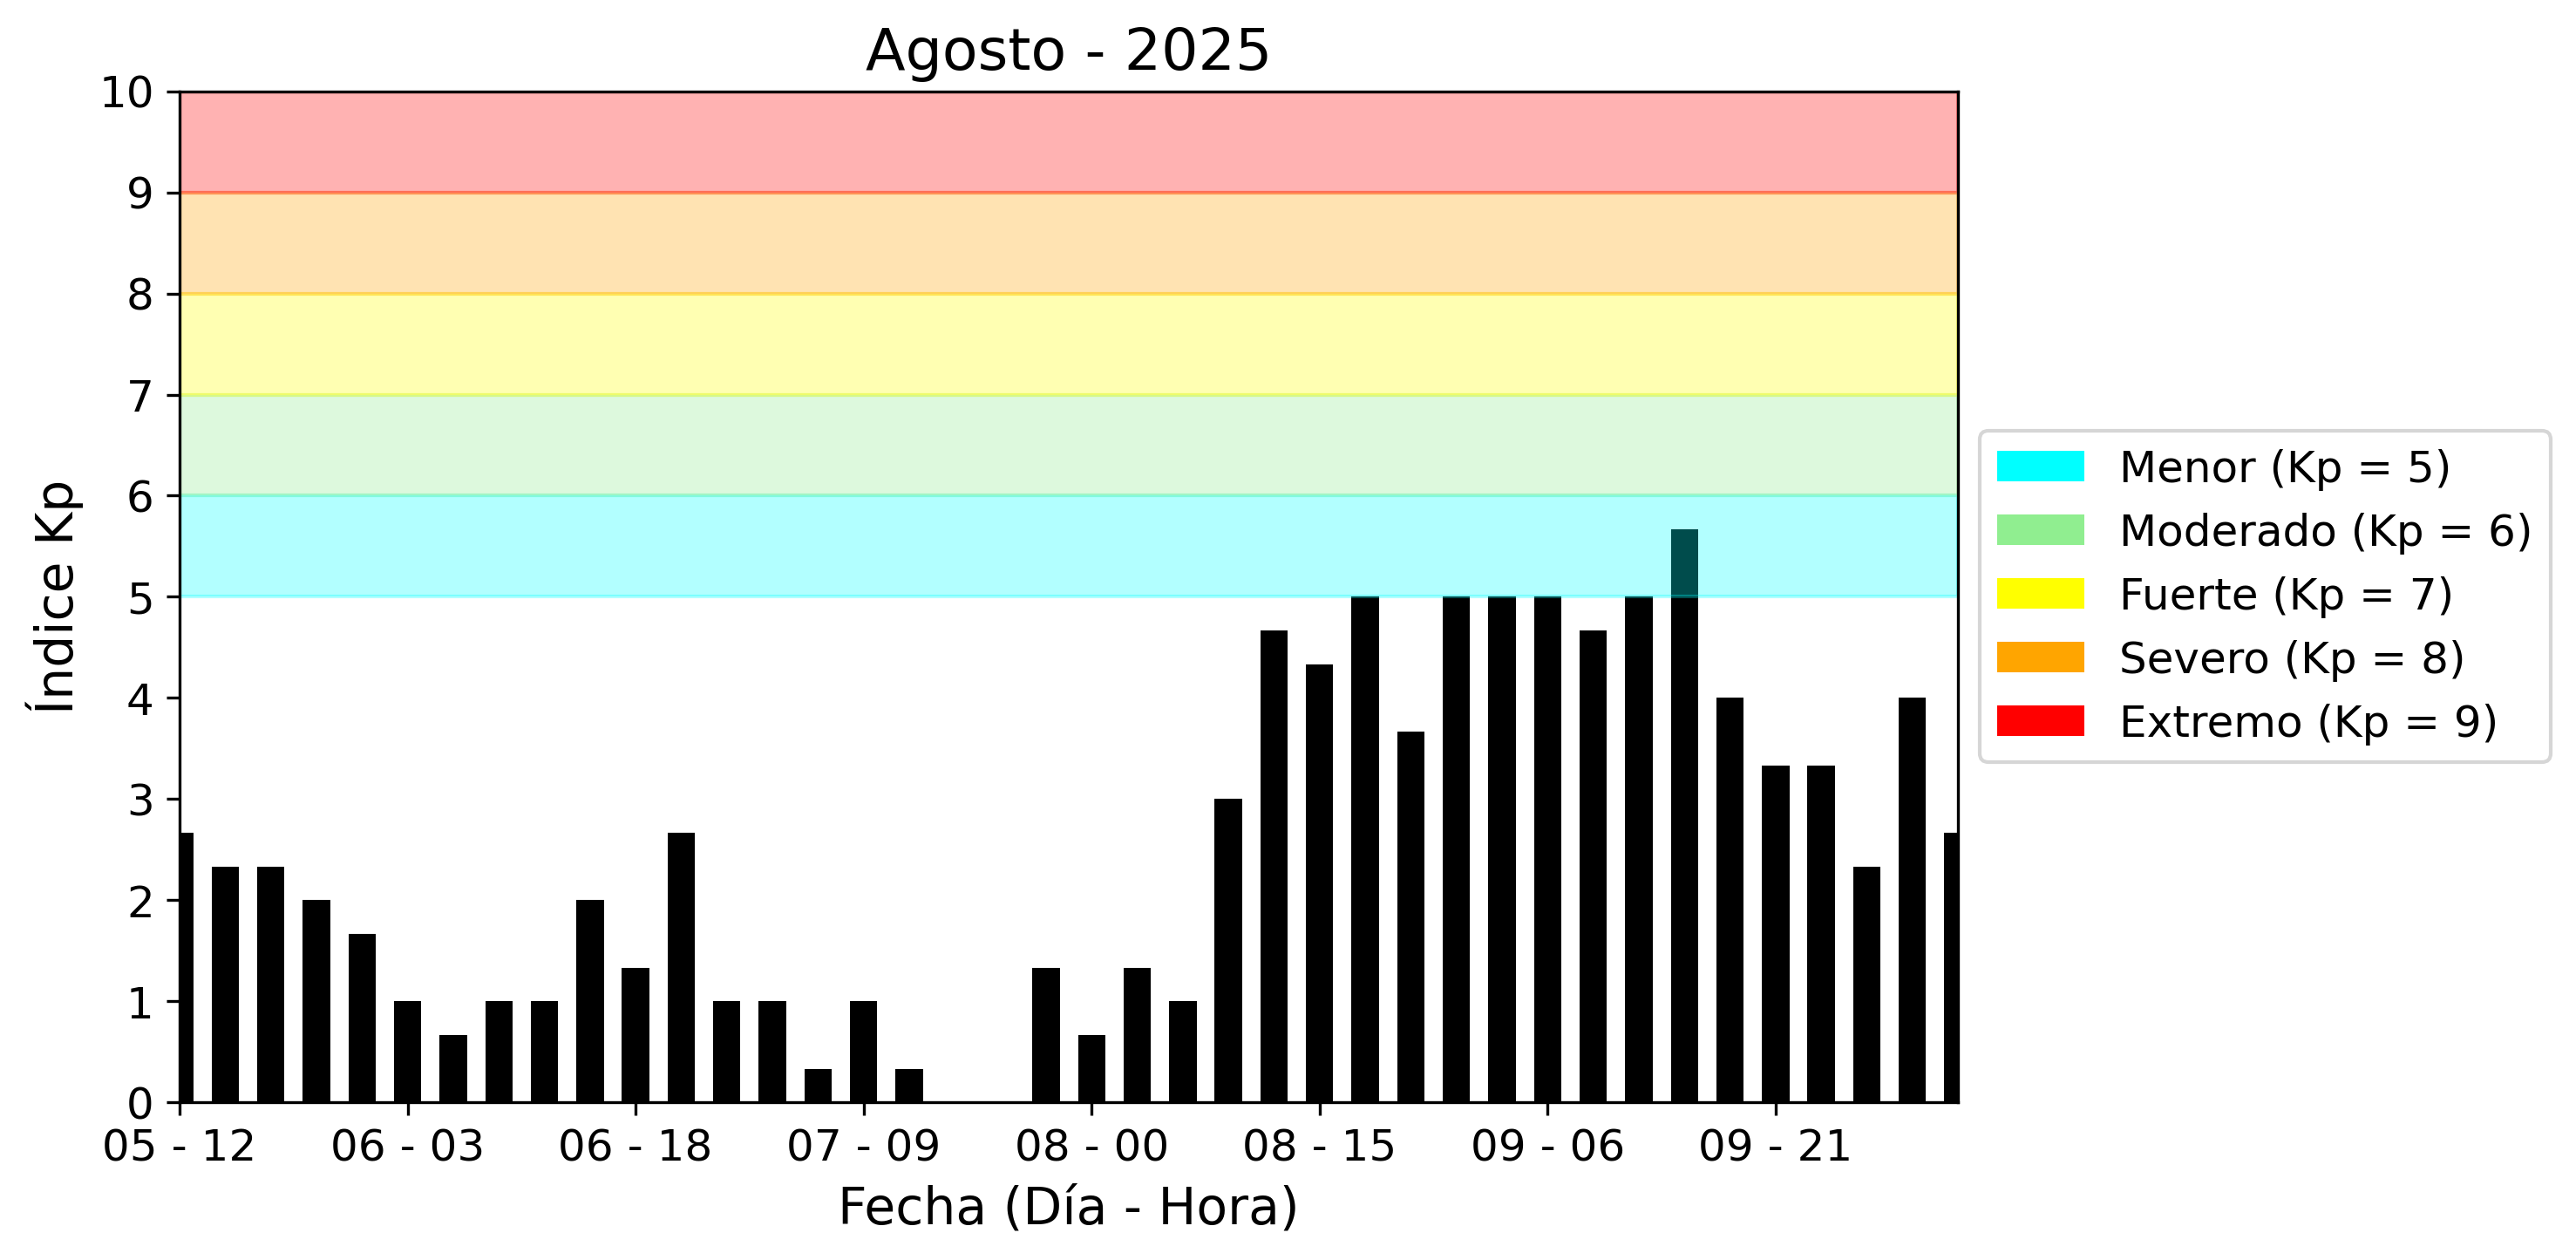 Agosto - 2025
10
9
8
7
6
5
4
3
2
1
0
Índice Kp
05 - 12
06 - 03
06 - 18
07 - 09
08 - 00
08 - 15
09 - 06
09 - 21
Fecha (Día - Hora)
Menor (Kp = 5)
Moderado (Kp = 6)
Fuerte (Kp = 7)
Severo (Kp = 8)
Extremo (Kp = 9)